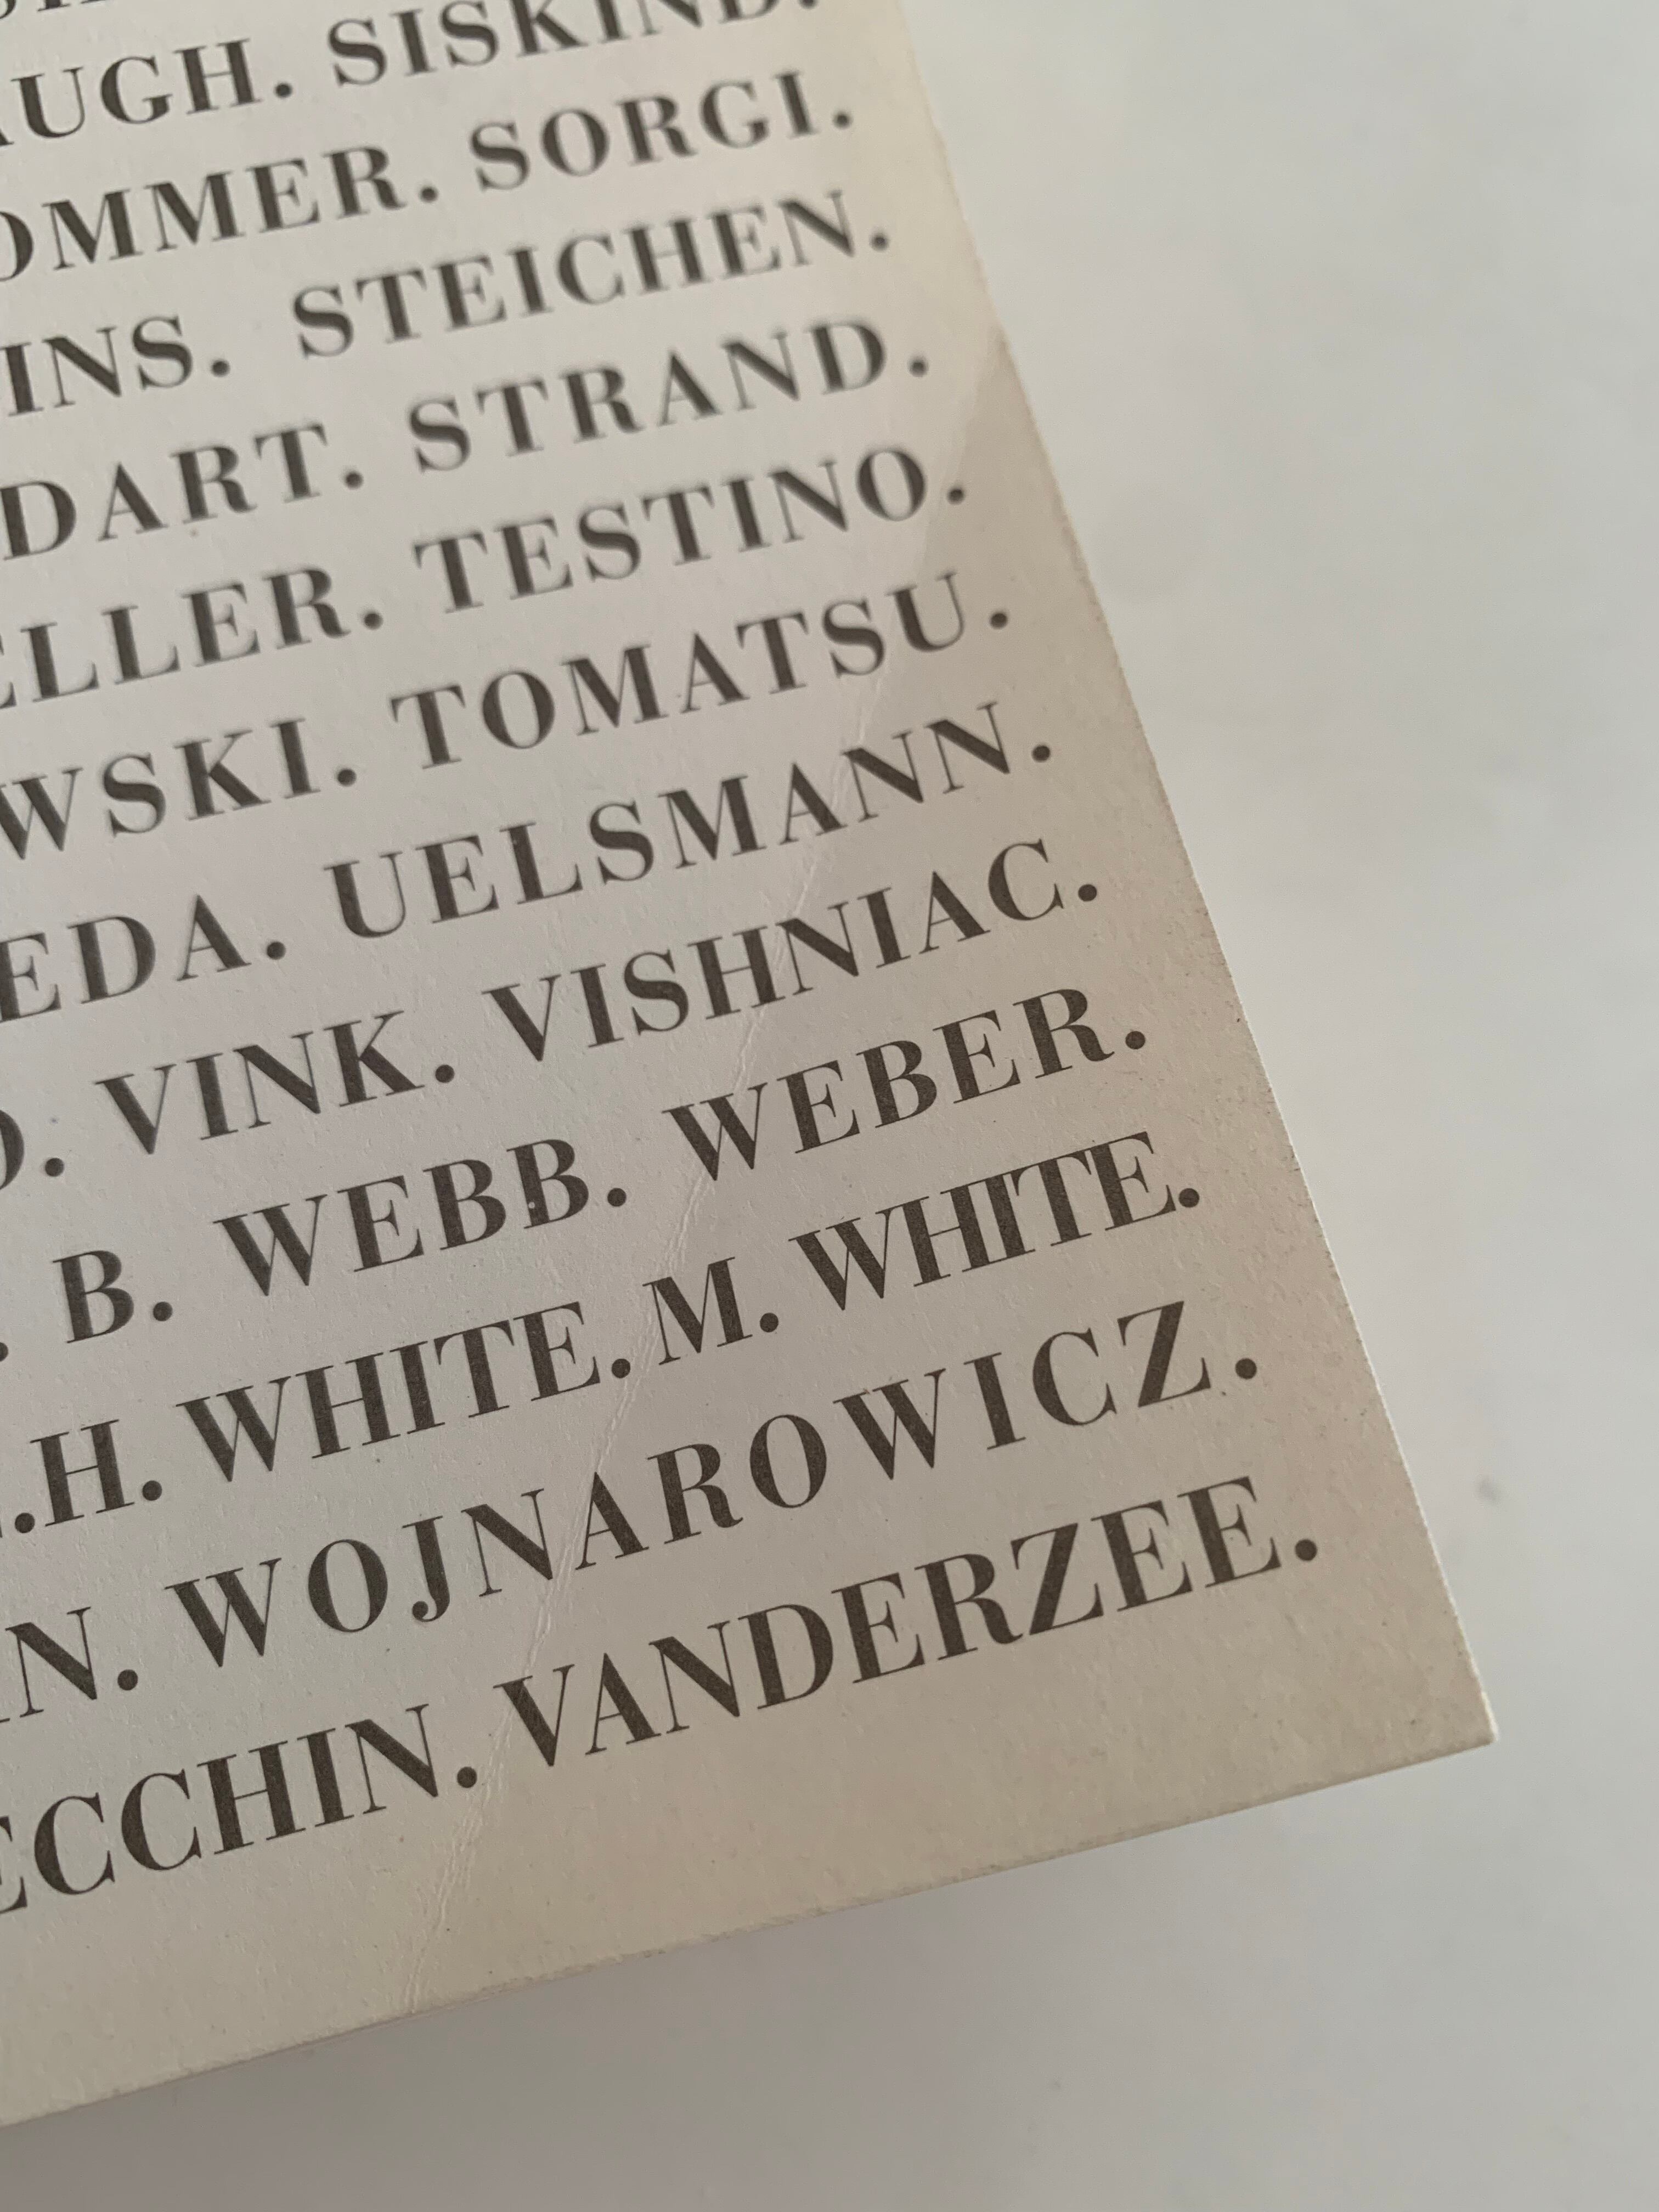 AUGH. SISKIND.
OMMER. SORGI.
INS. STEICHEN.
DART. STRAND.
ELLER. TESTINO.
WSKI. TOMATSU.
EDA. UELSMANN.
. VINK. VISHNIAC.
. B. WEBB. WEBER.
.H. WHITE. M. WHITE.
N. WOJNAROWICZ.
ECCHIN. VANDERZEE.